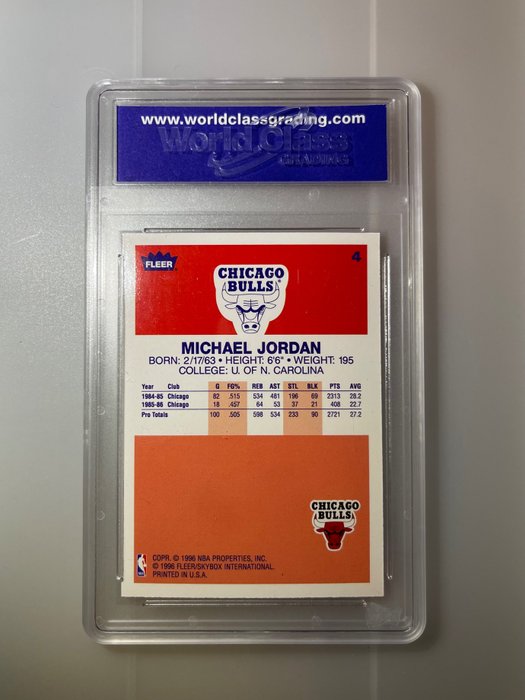 www.worldclassgrading.com
World Class
GRADING
FLEER
4
CHICAGO
BULLS
MICHAEL JORDAN
BORN: 2/17/63 • HEIGHT: 6'6" • WEIGHT: 195
COLLEGE: U. OF N. CAROLINA
Year Club G FG% REB AST STL BLK PTS AVG
1984-85 Chicago 82 .515 534 481 196 69 2313 28.2
1985-86 Chicago 18 .457 64 53 37 21 408 22.7
Pro Totals 100 .505 598 534 233 90 2721 27.2
CHICAGO
BULLS
COPR. © 1996 NBA PROPERTIES, INC.
© 1996 FLEER/SKYBOX INTERNATIONAL.
PRINTED IN U.S.A.